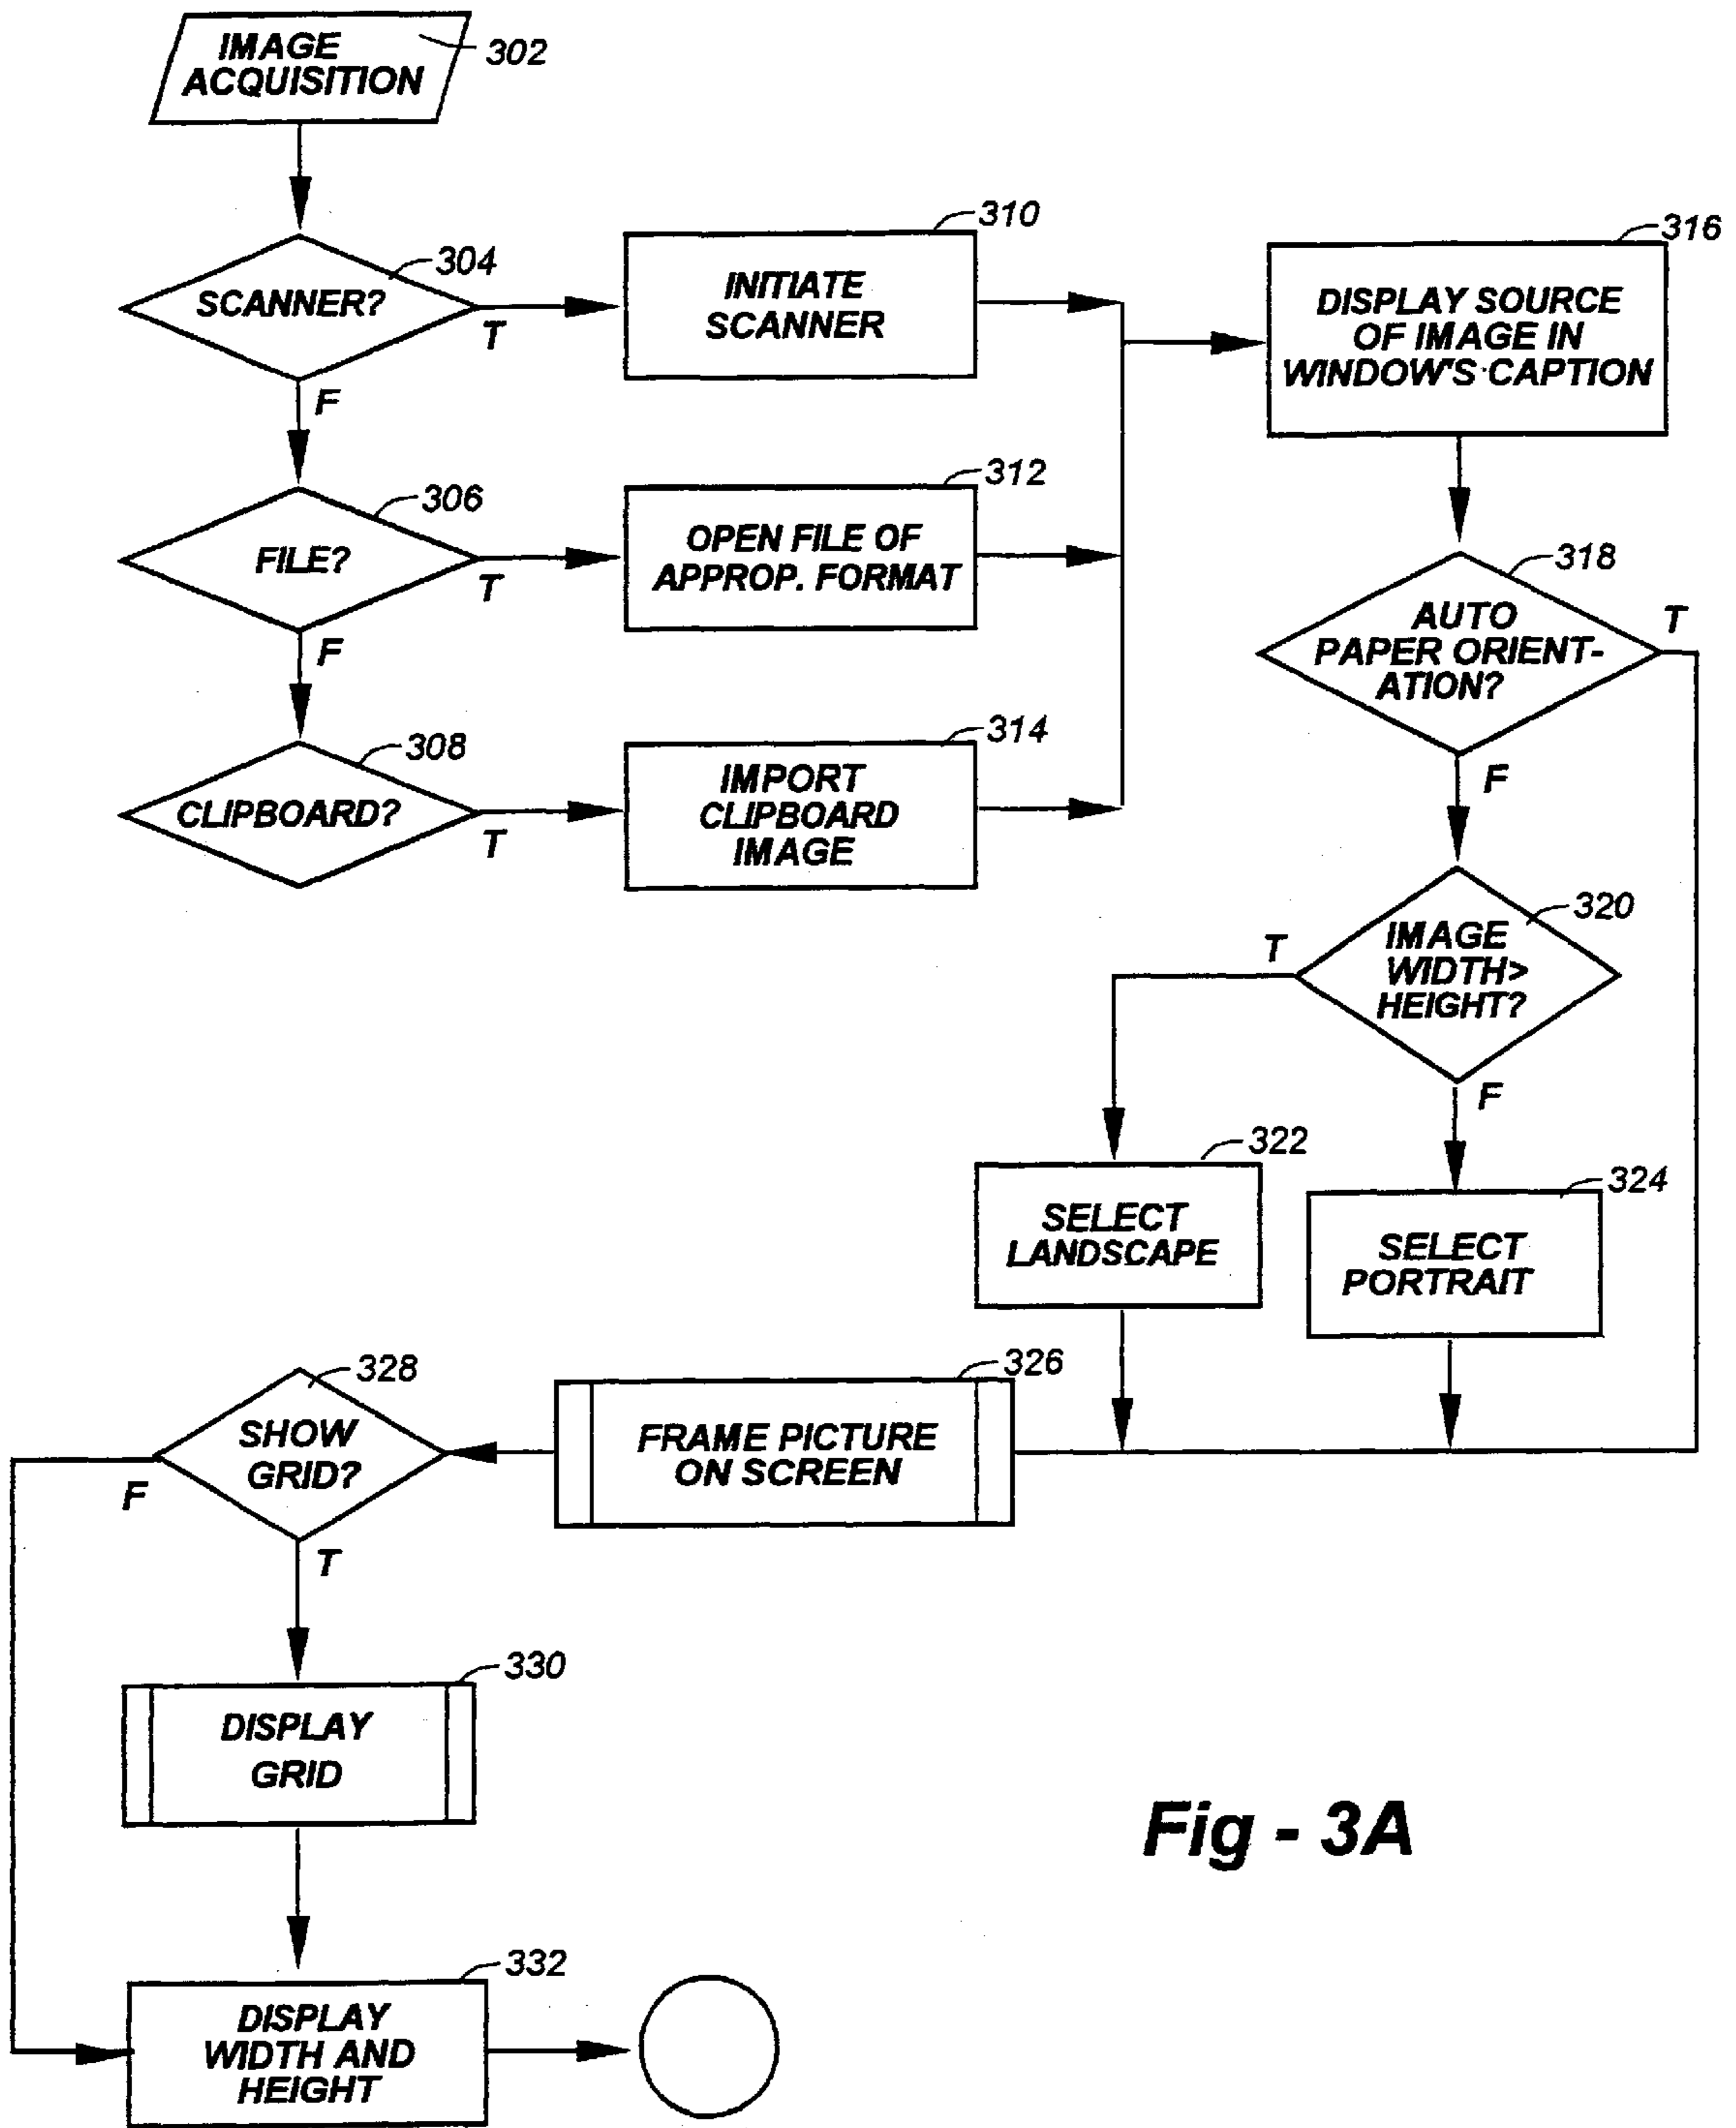 IMAGE
ACQUISITION
302
304
SCANNER?
T
F
310
INITIATE
SCANNER
316
DISPLAY SOURCE
OF IMAGE IN
WINDOW'S CAPTION
306
FILE?
T
F
312
OPEN FILE OF
APPROP. FORMAT
318
AUTO
PAPER ORIENT-
ATION?
T
F
308
CLIPBOARD?
T
314
IMPORT
CLIPBOARD
IMAGE
320
IMAGE
WIDTH>
HEIGHT?
T
F
322
SELECT
LANDSCAPE
324
SELECT
PORTRAIT
326
FRAME PICTURE
ON SCREEN
328
SHOW
GRID?
F
T
330
DISPLAY
GRID
332
DISPLAY
WIDTH AND
HEIGHT
Fig - 3A